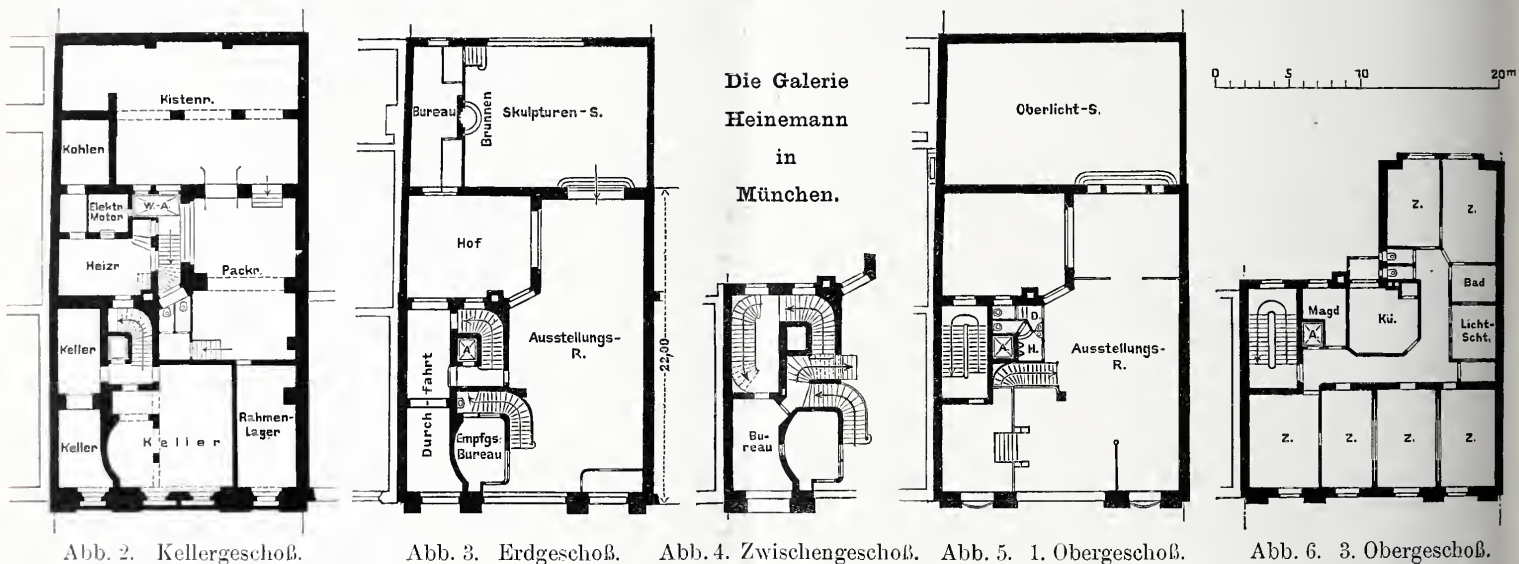 Kistenr.
Kohlen
Elektr.
Motor
W.-A.
Heizr
Packr.
Keller
Keller
Keller
Rahmen-
Lager
Abb. 2. Kellergeschoß.
Bureau
Brunnen
Skulpturen-S.
Hof
Ausstellungs-
R.
A
Durch-fahrt
Empfgs.
Bureau
22,00
Abb. 3. Erdgeschoß.
Die Galerie
Heinemann
in
München.
Bu-
reau
Abb. 4. Zwischengeschoß.
Oberlicht-S.
D.
A.
H.
Ausstellungs-
R.
Abb. 5. 1. Obergeschoß.
0 5 10 20m
Z.
Z.
Bad
Magd
Kü.
A.
Licht-
Scht.
Z.
Z.
Z.
Z.
Abb. 6. 3. Obergeschoß.